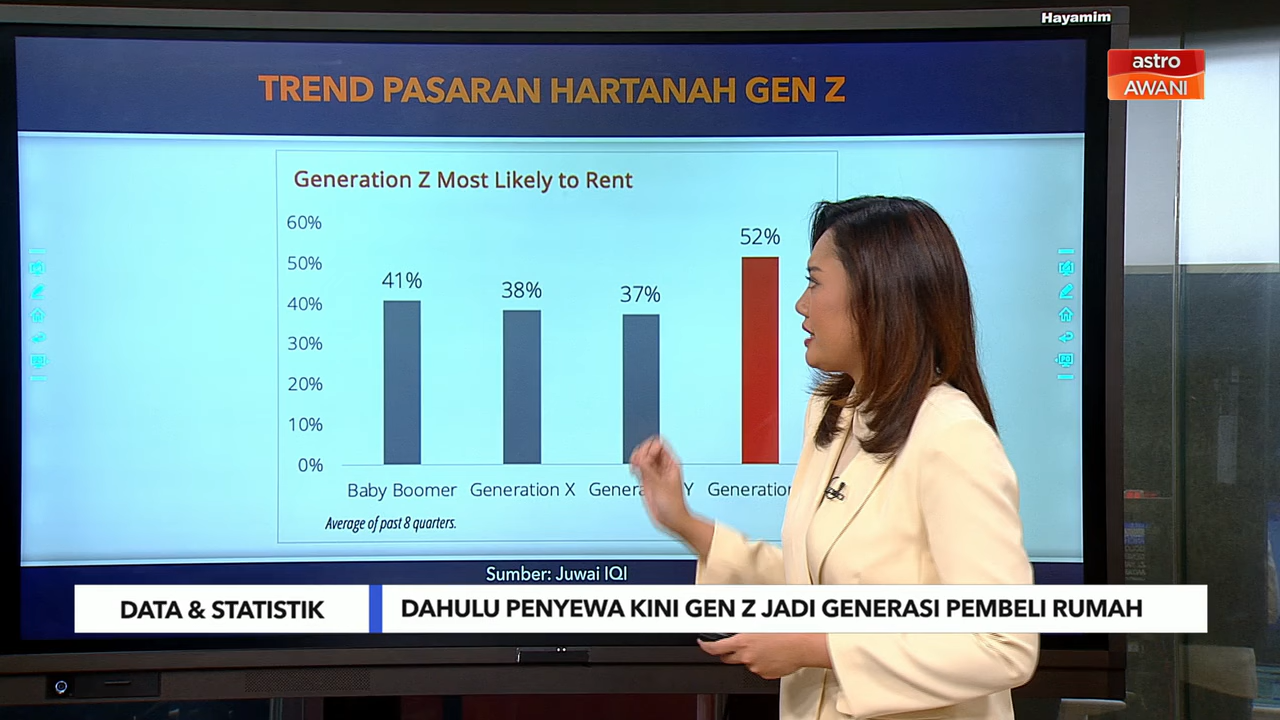 Hayamim
astro
AWANI
TREND PASARAN HARTANAH GEN Z
Generation Z Most Likely to Rent
60%
50%
40%
30%
20%
10%
0%
41%
38%
37%
52%
Baby Boomer
Generation X
Genera Y
Generation
Average of past 8 quarters.
Sumber: Juwai IQI
DATA & STATISTIK
DAHULU PENYEWA KINI GEN Z JADI GENERASI PEMBELI RUMAH